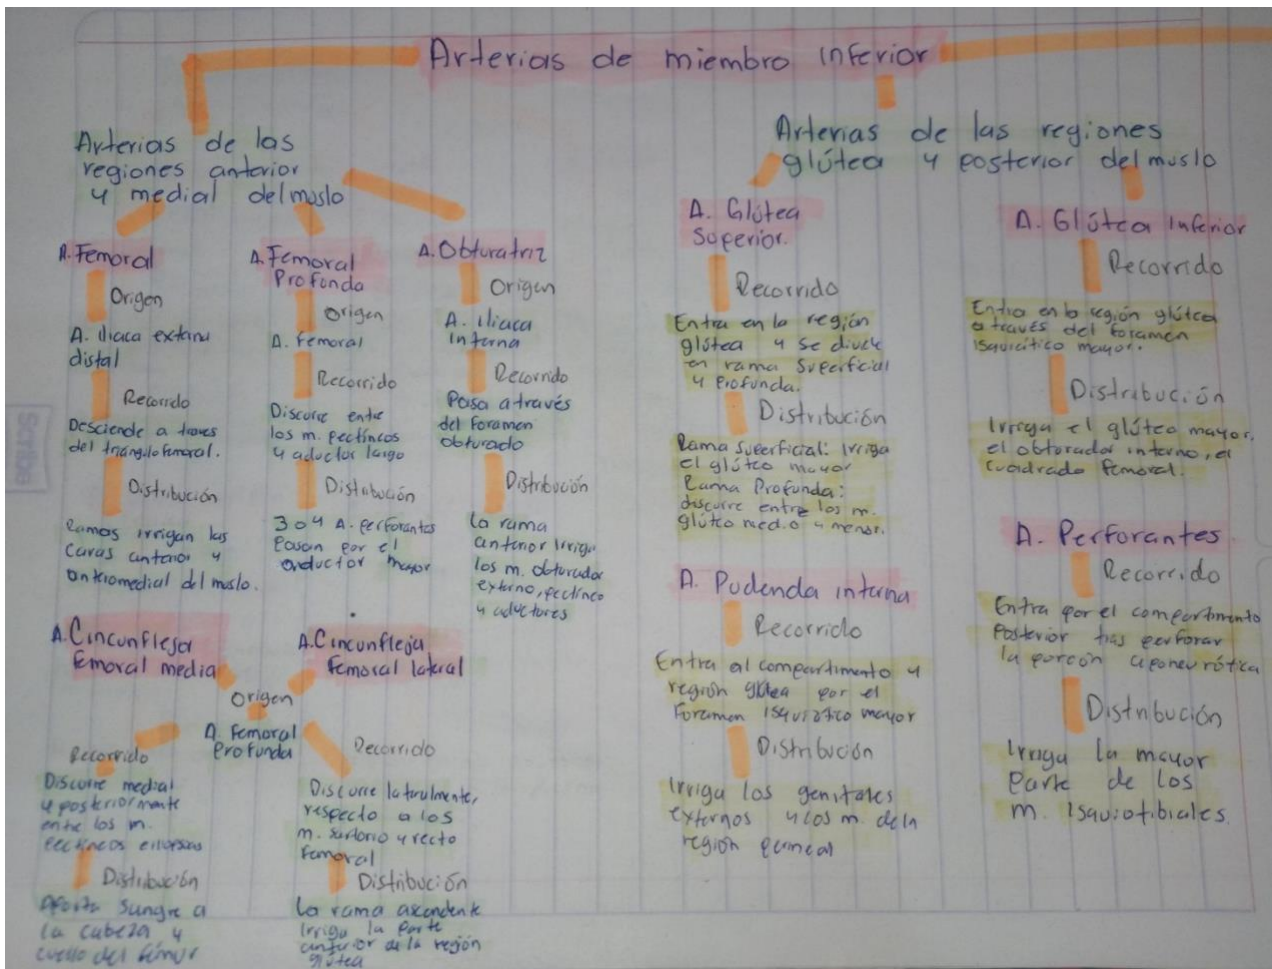 Arterias de miembro inferior
Arterias de las
regiones anterior
y medial del muslo
A. Femoral
Origen
A. iliaca externa
distal
Recorrido
Desciende a traves
del triángulo femoral.
Distribución
Ramas irrigan las
caras anterior y
anteromedial del muslo.
A. Femoral
Profunda
Origen
A. Femoral
Recorrido
Discurre entre
los m. pectíneos
y aductor largo
Distribución
3 o 4 A. perforantes
Pasan por el
aductor mayor
A. Obturatriz
Origen
A. iliaca
interna
Recorrido
Pasa a través
del foramen
obturado
Distribución
La rama
anterior irriga
los m. obturador
externo, pectíneo
y aductores
A. Cincunfleja
femoral media
A. Cincunfleja
femoral lateral
Origen
A. Femoral
Profunda
Recorrido
Discurre medial
y posteriormente
entre los m.
pectineos
Distribución
Aporta sangre a
la cabeza y
cuello del fémur
Recorrido
Discurre lateralmente,
respecto a los
m. sartorio y recto
femoral
Distribución
La rama ascendente
irriga la parte
anterior de la región
glútea
Arterias de las regiones
glútea y posterior del muslo
A. Glútea
Superior.
Recorrido
Entra en la región
glútea y se divide
en rama superficial
y profunda.
Distribución
Rama Superficial: Irriga
el glúteo mayor
Rama Profunda:
discurre entre los m.
glúteo medio y menor.
A. Pudenda interna
Recorrido
Entra al compartimento y
región glútea por el
Foramen isquiático mayor
Distribución
Irriga los genitales
externos y los m. de la
región perineal
A. Glútea Inferior
Recorrido
Entra en la región glútea
a través del foramen
isquiático mayor.
Distribución
Irriga el glúteo mayor,
el obturador interno, el
cuadrado femoral.
A. Perforantes
Recorrido
Entra por el compartimento
Posterior tras perforar
la porción aponeurótica
Distribución
Irriga la mayor
Parte de los
m. isquiotibiales.
Scribe